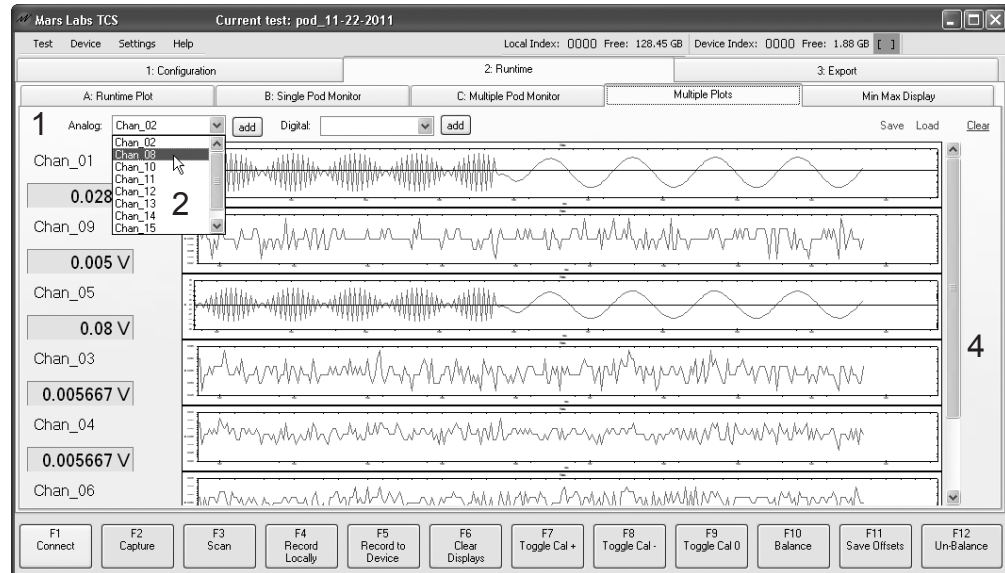 Mars Labs TCS Current test: pod_11-22-2011
Test Device Settings Help Local Index: 0000 Free: 128.45 GB Device Index: 0000 Free: 1.88 GB [ ]
1: Configuration 2: Runtime 3: Export
A: Runtime Plot B: Single Pod Monitor C: Multiple Pod Monitor Multiple Plots Min Max Display
1 Analog: Chan_02 add Digital: add Save Load Clear
Chan_02
Chan_08
Chan_10
Chan_11
Chan_12
Chan_13
Chan_14
Chan_15
2
Chan_01
0.028
Chan_09
0.005 V
Chan_05
0.08 V
Chan_03
0.005667 V
Chan_04
0.005667 V
Chan_06
4
F1 F2 F3 F4 F5 F6 F7 F8 F9 F10 F11 F12
Connect Capture Scan Record Record to Clear Toggle Cal + Toggle Cal - Toggle Cal 0 Balance Save Offsets Un-Balance
Locally Device Displays